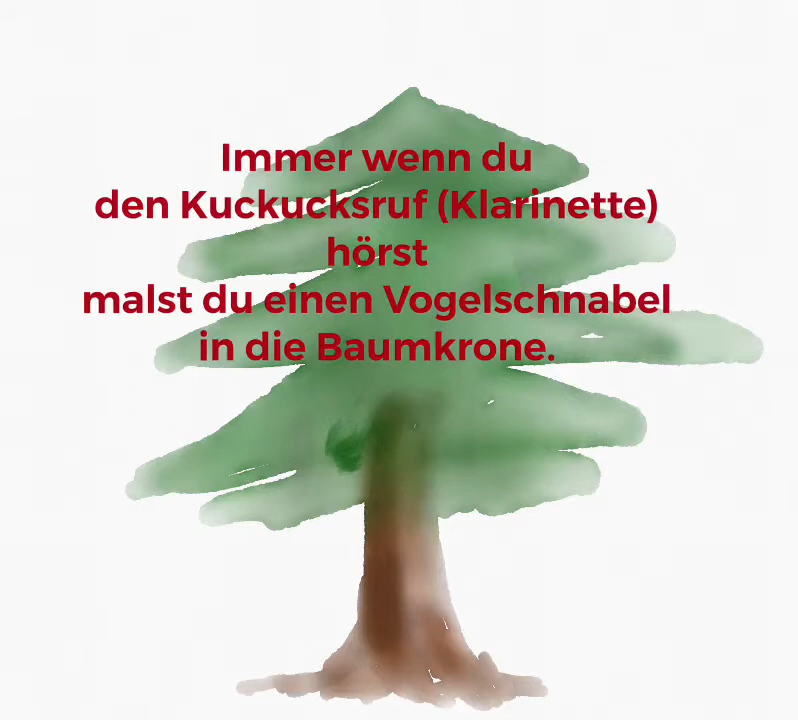 Immer wenn du
den Kuckucksruf (Klarinette)
hörst
malst du einen Vogelschnabel
in die Baumkrone.